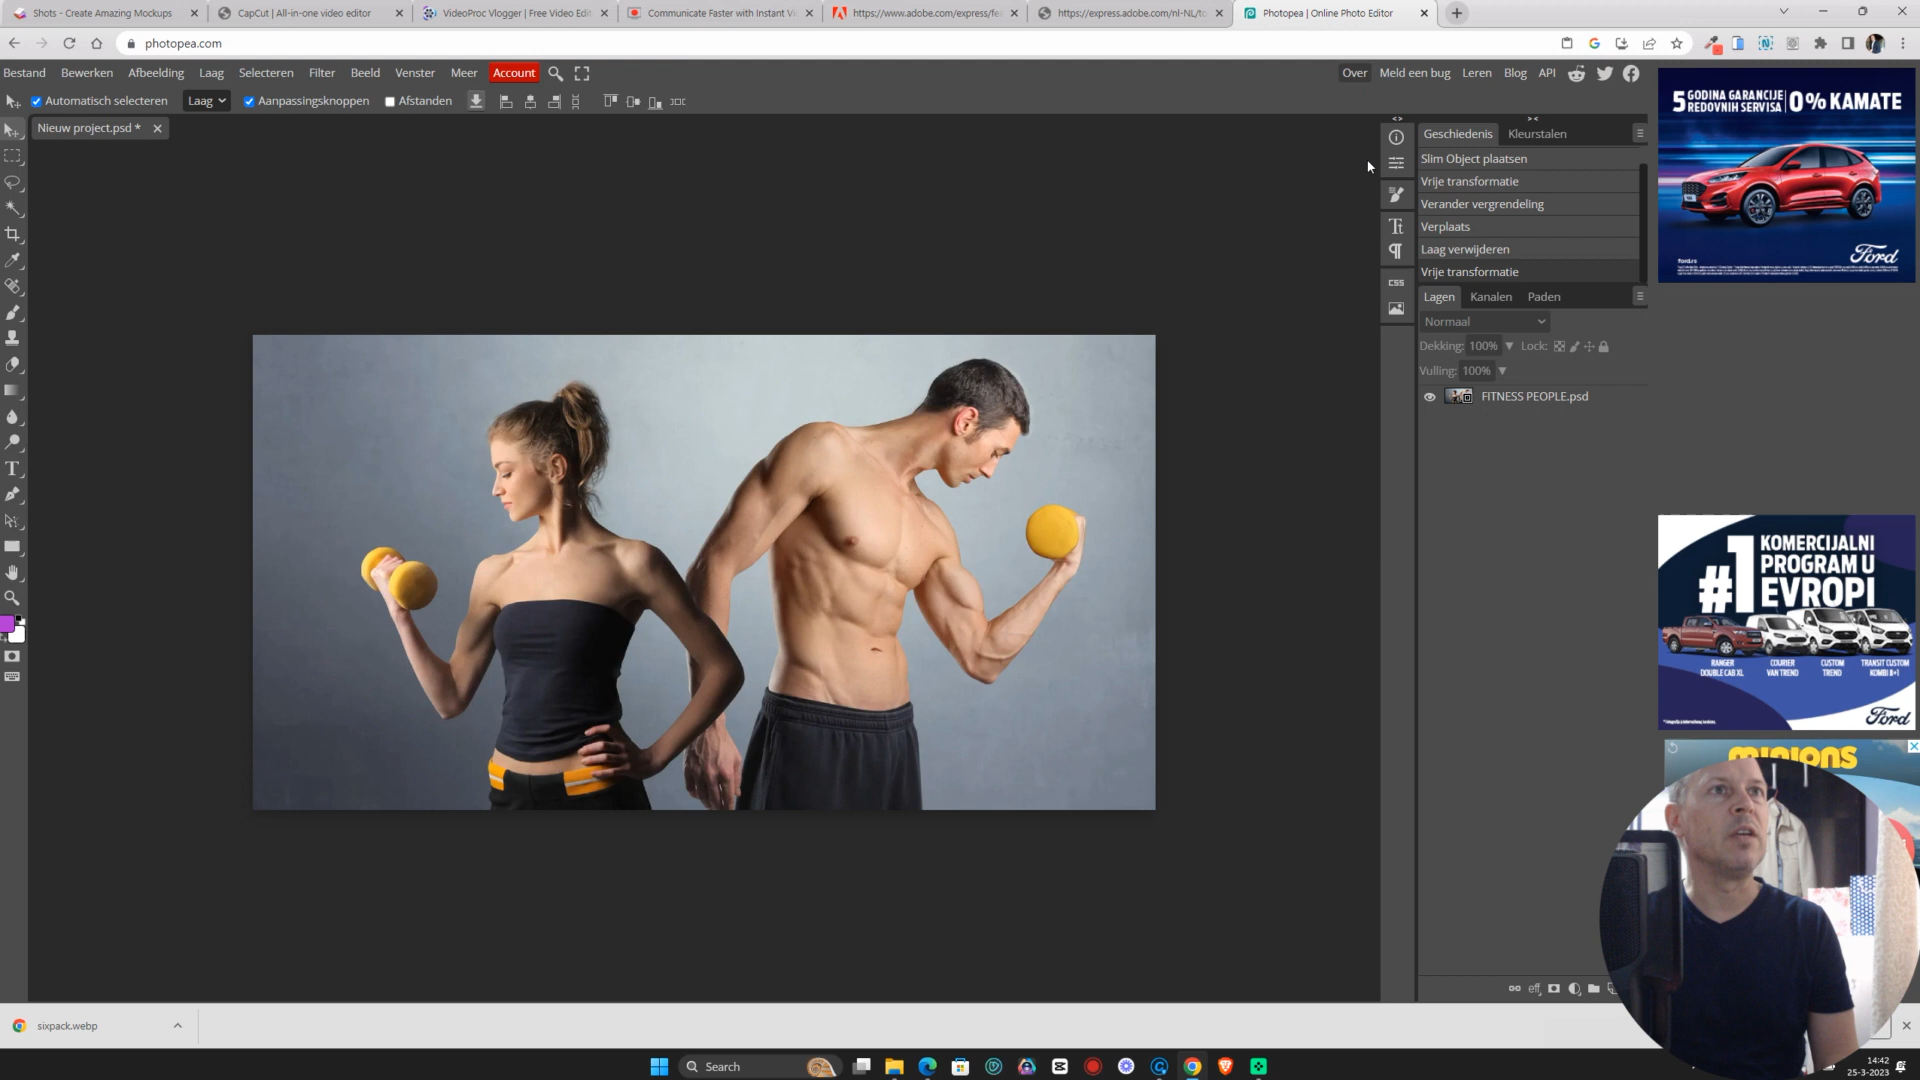 Shots - Create Amazing Mockups
CapCut | All-in-one video editor
VideoProc Vlogger | Free Video Edi
Communicate Faster with Instant Vi
https://www.adobe.com/express/fea
https://express.adobe.com/nl-NL/to
Photopea | Online Photo Editor
photopea.com
Bestand
Bewerken
Afbeelding
Laag
Selecteren
Filter
Beeld
Venster
Meer
Account
Over
Meld een bug
Leren
Blog
API
Automatisch selecteren
Laag
Aanpassingsknoppen
Afstanden
Nieuw project.psd *
Geschiedenis
Kleurstalen
Slim Object plaatsen
Vrije transformatie
Verander vergrendeling
Verplaats
Laag verwijderen
Vrije transformatie
CSS
Lagen
Kanalen
Paden
Normaal
Dekking: 100%
Lock:
Vulling: 100%
FITNESS PEOPLE.psd
eff
5 GODINA GARANCIJE | 0% KAMATE
REDOVNIH SERVISA
ford.rs
Ford
#1 KOMERCIJALNI
PROGRAM U
EVROPI
RANGER DOUBLE CAB XL
COURIER VAN TREND
CUSTOM TREND
TRANSIT CUSTOM KOMBI 8+1
Ford
minions
sixpack.webp
Search
14:42
25-3-2023